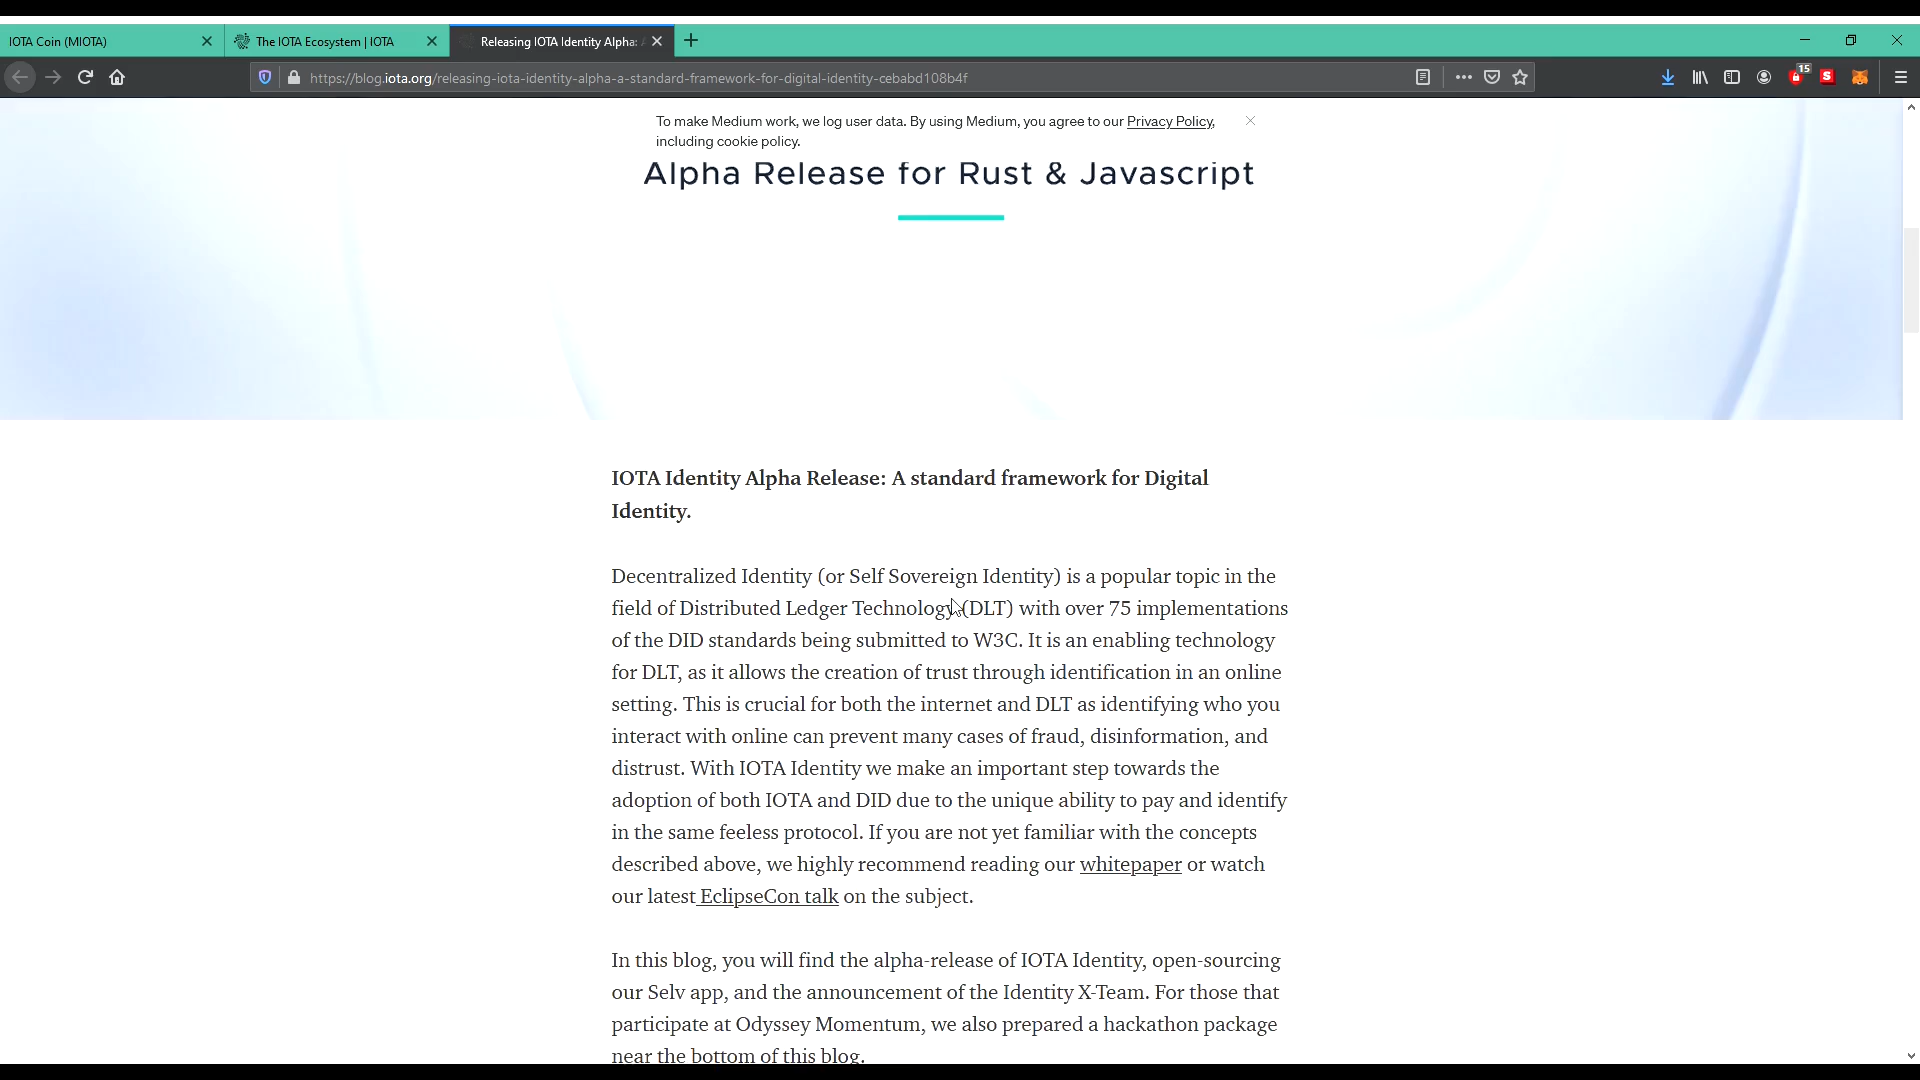 IOTA Coin (MIOTA)
The IOTA Ecosystem | IOTA
Releasing IOTA Identity Alpha:
https://blog.iota.org/releasing-iota-identity-alpha-a-standard-framework-for-digital-identity-cebabd108b4f
15
S
To make Medium work, we log user data. By using Medium, you agree to our Privacy Policy,
including cookie policy.
Alpha Release for Rust & Javascript
IOTA Identity Alpha Release: A standard framework for Digital
Identity.
Decentralized Identity (or Self Sovereign Identity) is a popular topic in the
field of Distributed Ledger Technology (DLT) with over 75 implementations
of the DID standards being submitted to W3C. It is an enabling technology
for DLT, as it allows the creation of trust through identification in an online
setting. This is crucial for both the internet and DLT as identifying who you
interact with online can prevent many cases of fraud, disinformation, and
distrust. With IOTA Identity we make an important step towards the
adoption of both IOTA and DID due to the unique ability to pay and identify
in the same feeless protocol. If you are not yet familiar with the concepts
described above, we highly recommend reading our whitepaper or watch
our latest EclipseCon talk on the subject.
In this blog, you will find the alpha-release of IOTA Identity, open-sourcing
our Selv app, and the announcement of the Identity X-Team. For those that
participate at Odyssey Momentum, we also prepared a hackathon package
near the bottom of this blog.